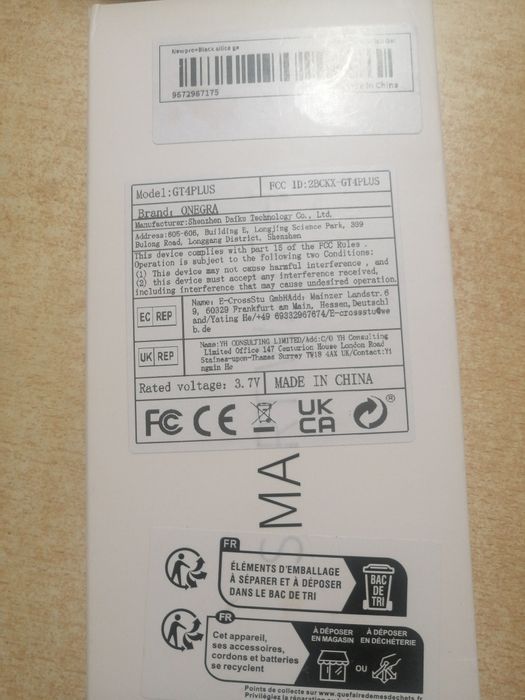 Newpro+Black silica ge
9672967175
in China
Model:GT4PLUS
FCC ID:2BCKX-GT4PLUS
Brand: ONEGRA
Manufacturer:Shenzhen Daiku Technology Co., Ltd.
Address:605-606, Building E, Longjing Science Park, 309
Bulong Road, Longgang District, Shenzhen
This device complies with part 15 of the FCC Rules .
Operation is subject to the following two Conditions:
(1) This device may not cause harmful interference , and
(2) this device must accept any interference received,
including interference that may cause undesired operation.
EC REP
Name: E-CrossStu GmbHAdd: Mainzer Landstr.6
9, 60329 Frankfurt am Main, Hessen,Deutschl
and/Yating He/+49 69332967674/E-crossstu@we
b.de
UK REP
Name:YH CONSULTING LIMITED/Add:C/O YH Consulting
Limited Office 147 Centurion House London Road
Staines-upon-Thames Surrey TW18 4AX UK/Contact:Yi
ngmin He
Rated voltage: 3.7V
MADE IN CHINA
FC CE UK
CA ®
SMA
FR
ÉLÉMENTS D'EMBALLAGE
À SÉPARER ET À DÉPOSER
DANS LE BAC DE TRI
BAC
DE
TRI
FR
Cet appareil,
ses accessoires,
cordons et batteries
se recyclent
À DÉPOSER
EN MAGASIN
OU
À DÉPOSER
EN DÉCHÈTERIE
Points de collecte sur www.quefairedemesdechets.fr